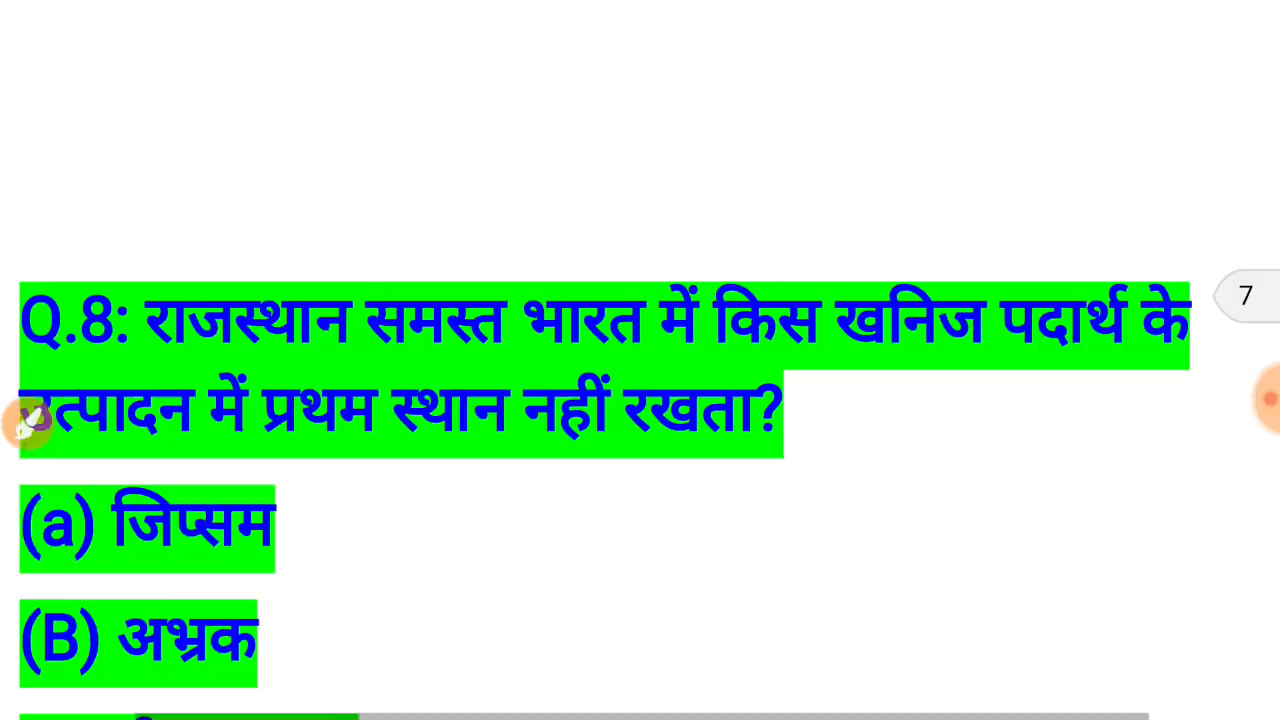 Q.8: राजस्थान समस्त भारत में किस खनिज पदार्थ के
उत्पादन में प्रथम स्थान नहीं रखता?
(a) जिप्सम
(B) अभ्रक
7